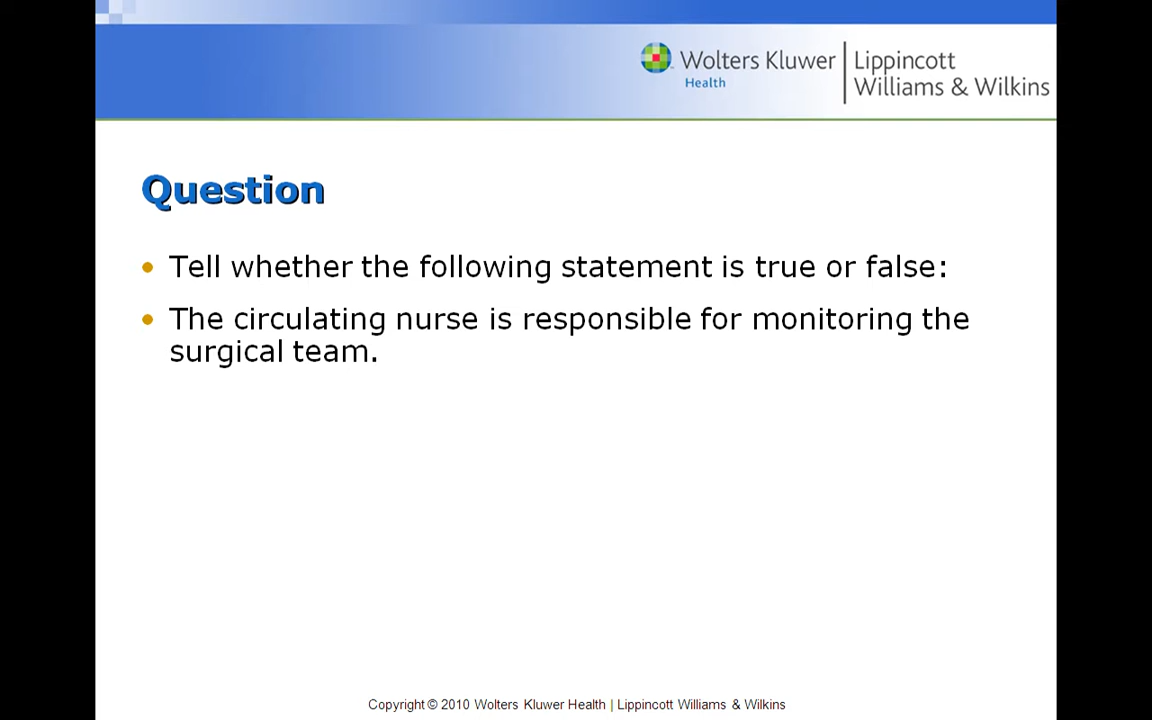 Wolters Kluwer
Health
Lippincott
Williams & Wilkins
Question
• Tell whether the following statement is true or false:
• The circulating nurse is responsible for monitoring the
surgical team.
Copyright © 2010 Wolters Kluwer Health | Lippincott Williams & Wilkins